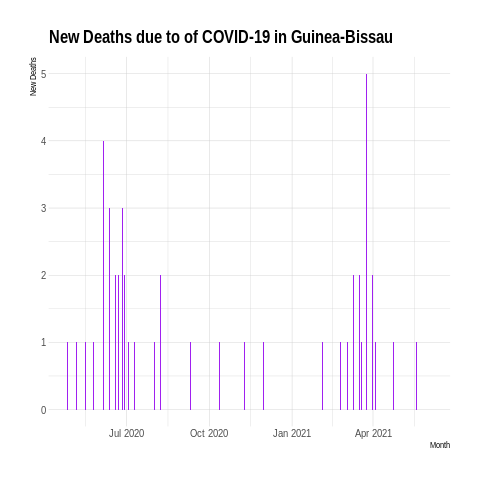 New Deaths due to of COVID-19 in Guinea-Bissau
New Deaths
5
4
3
2
1
0
Jul 2020 Oct 2020 Jan 2021 Apr 2021
Month